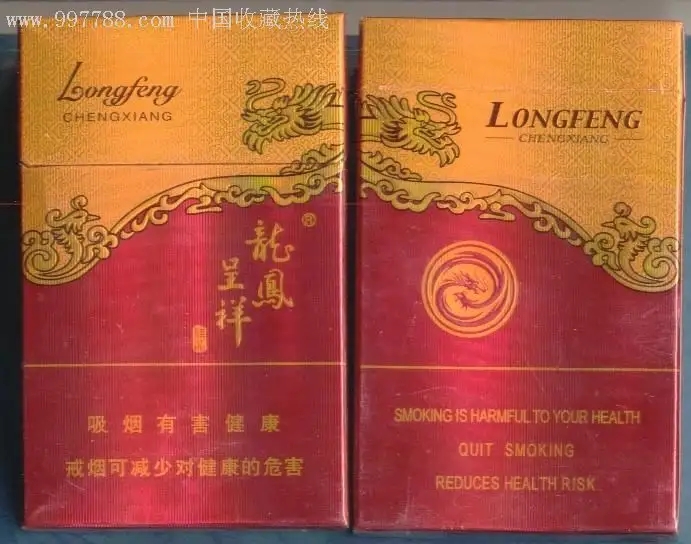 www.997788.com 中国收藏热线
Longfeng
CHENGXIANG
龍鳳®
呈祥
吸烟有害健康
戒烟可减少对健康的危害
LONGFENG
CHENGXIANG
SMOKING IS HARMFUL TO YOUR HEALTH
QUIT SMOKING
REDUCES HEALTH RISK